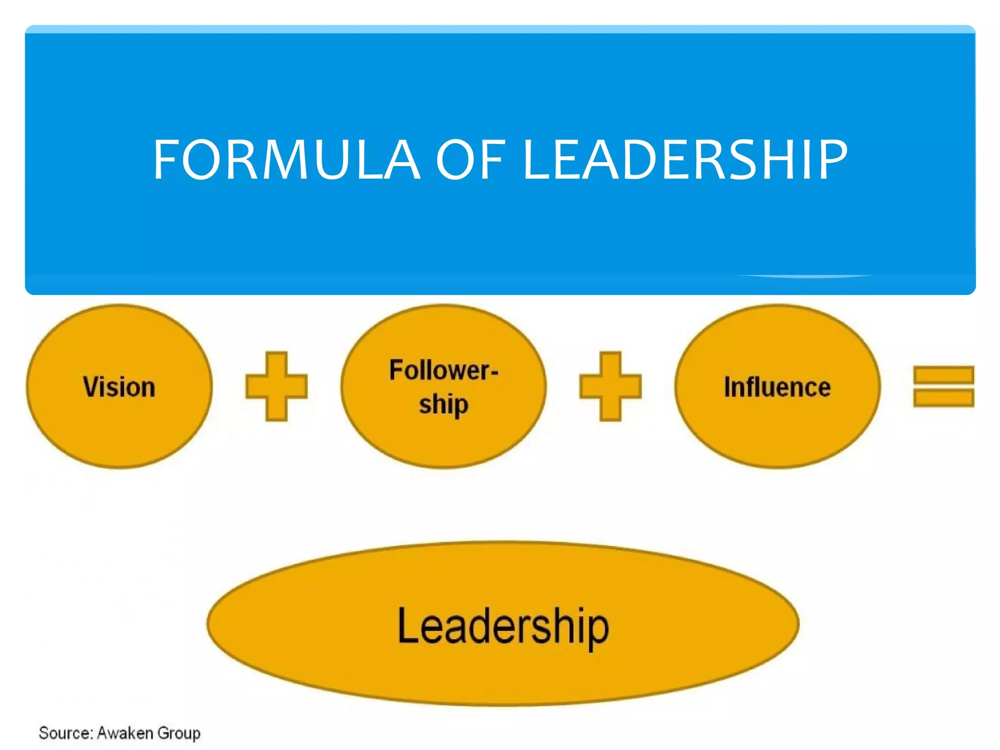 FORMULA OF LEADERSHIP
Vision
Follower-
ship
Influence
Leadership
Source: Awaken Group